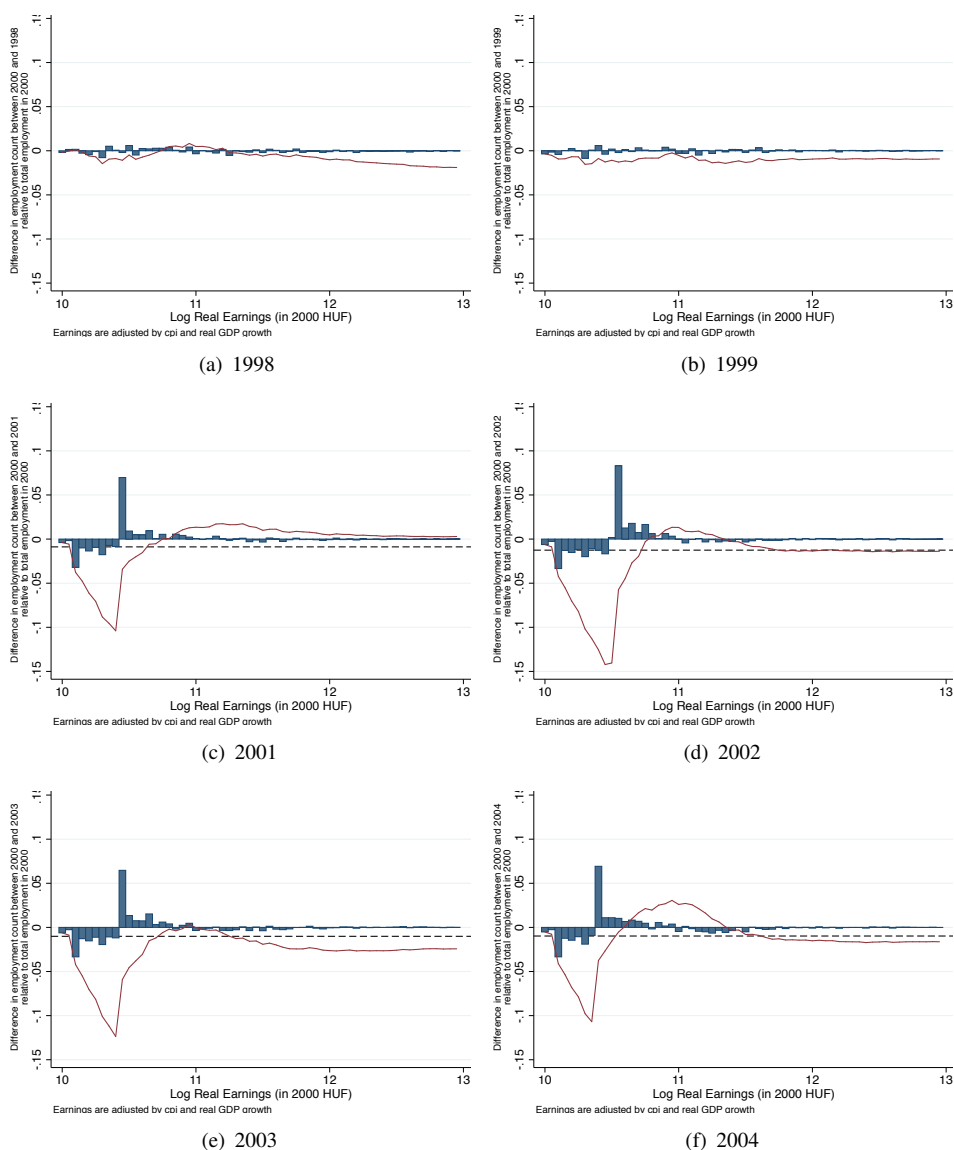 Difference in employment count between 2000 and 1998
relative to total employment in 2000
.1
.05
0
-.05
-.1
-.15
10
11
12
13
Log Real Earnings (in 2000 HUF)
Earnings are adjusted by cpi and real GDP growth
(a) 1998
Difference in employment count between 2000 and 1999
relative to total employment in 2000
.1
.05
0
-.05
-.1
-.15
10
11
12
13
Log Real Earnings (in 2000 HUF)
Earnings are adjusted by cpi and real GDP growth
(b) 1999
Difference in employment count between 2000 and 2001
relative to total employment in 2000
.1
.05
0
-.05
-.1
-.15
10
11
12
13
Log Real Earnings (in 2000 HUF)
Earnings are adjusted by cpi and real GDP growth
(c) 2001
Difference in employment count between 2000 and 2002
relative to total employment in 2000
.1
.05
0
-.05
-.1
-.15
10
11
12
13
Log Real Earnings (in 2000 HUF)
Earnings are adjusted by cpi and real GDP growth
(d) 2002
Difference in employment count between 2000 and 2003
relative to total employment in 2000
.1
.05
0
-.05
-.1
-.15
10
11
12
13
Log Real Earnings (in 2000 HUF)
Earnings are adjusted by cpi and real GDP growth
(e) 2003
Difference in employment count between 2000 and 2004
relative to total employment in 2000
.1
.05
0
-.05
-.1
-.15
10
11
12
13
Log Real Earnings (in 2000 HUF)
Earnings are adjusted by cpi and real GDP growth
(f) 2004